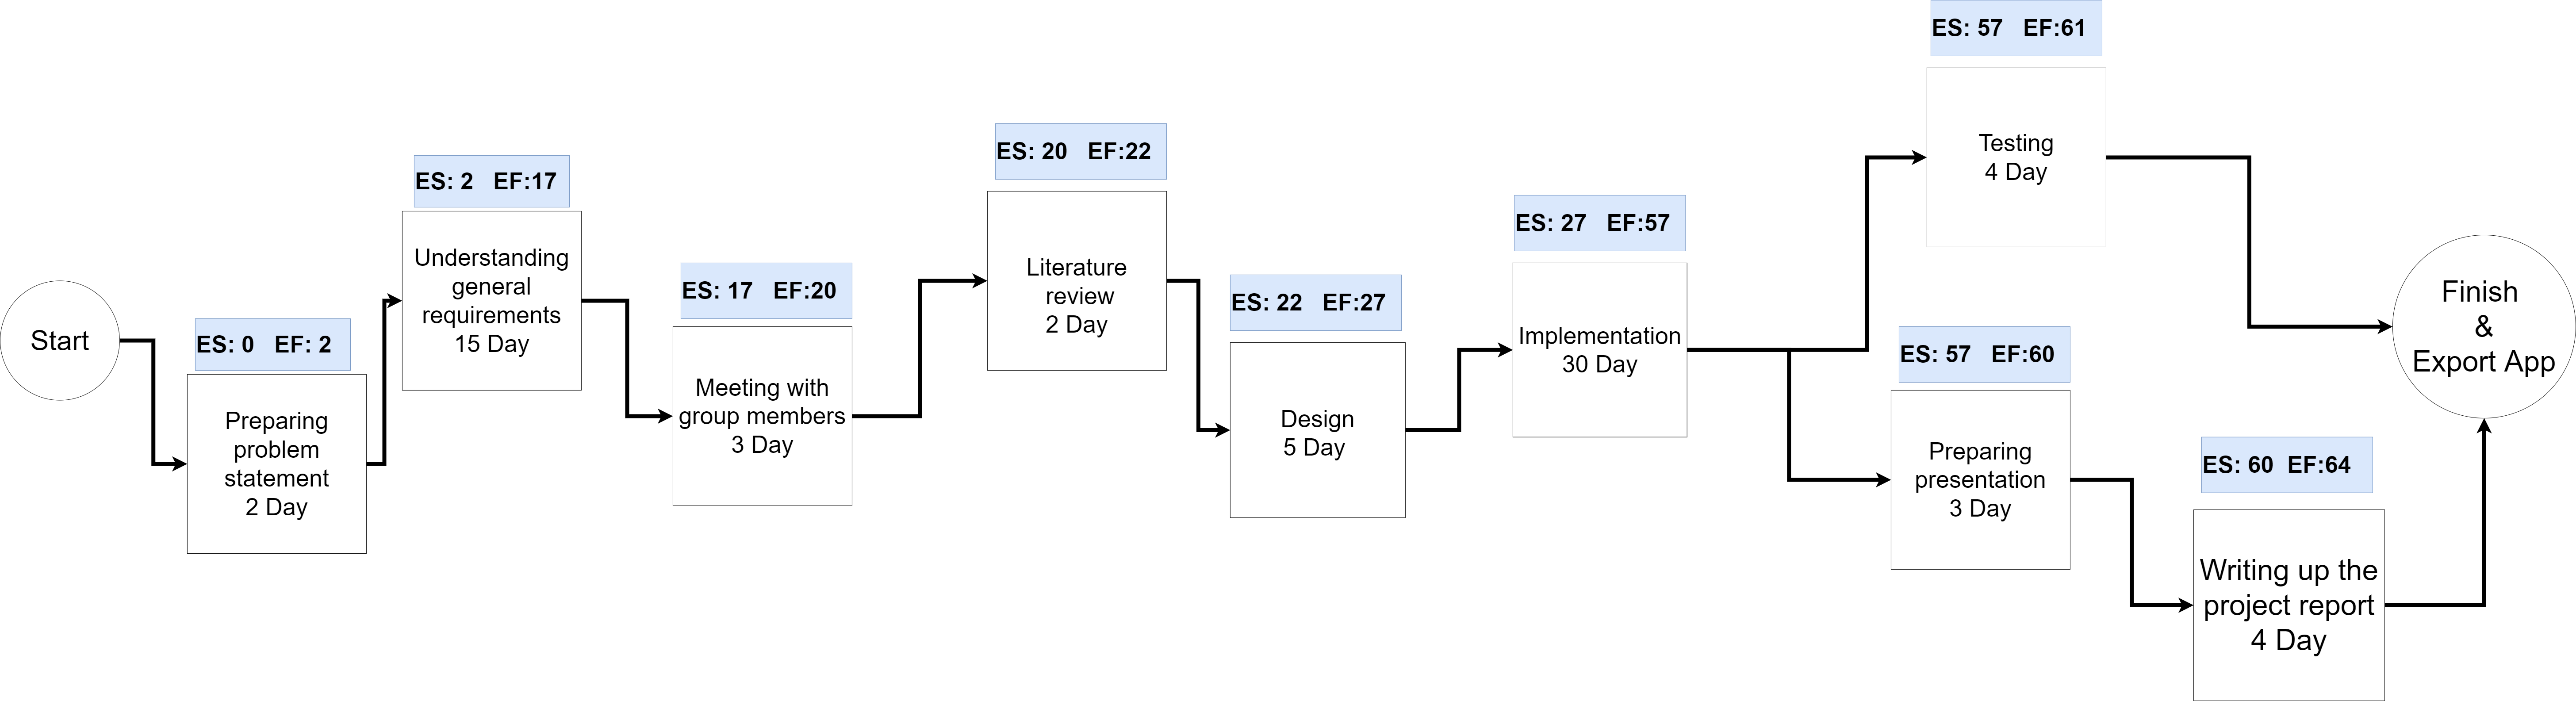 Start
ES: 0 EF: 2
Preparing
problem
statement
2 Day
ES: 2 EF:17
Understanding
general
requirements
15 Day
ES: 17 EF:20
Meeting with
group members
3 Day
ES: 20 EF:22
Literature
review
2 Day
ES: 22 EF:27
Design
5 Day
ES: 27 EF:57
Implementation
30 Day
ES: 57 EF:61
Testing
4 Day
ES: 57 EF:60
Preparing
presentation
3 Day
ES: 60 EF:64
Writing up the
project report
4 Day
Finish
&
Export App